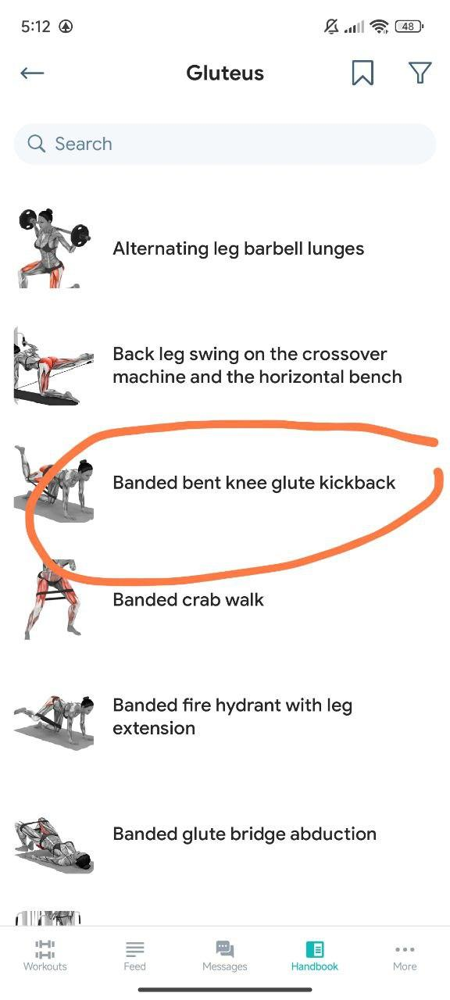 5:12
48
Gluteus
Search
Alternating leg barbell lunges
Back leg swing on the crossover
machine and the horizontal bench
Banded bent knee glute kickback
Banded crab walk
Banded fire hydrant with leg
extension
Banded glute bridge abduction
Workouts
Feed
Messages
Handbook
More